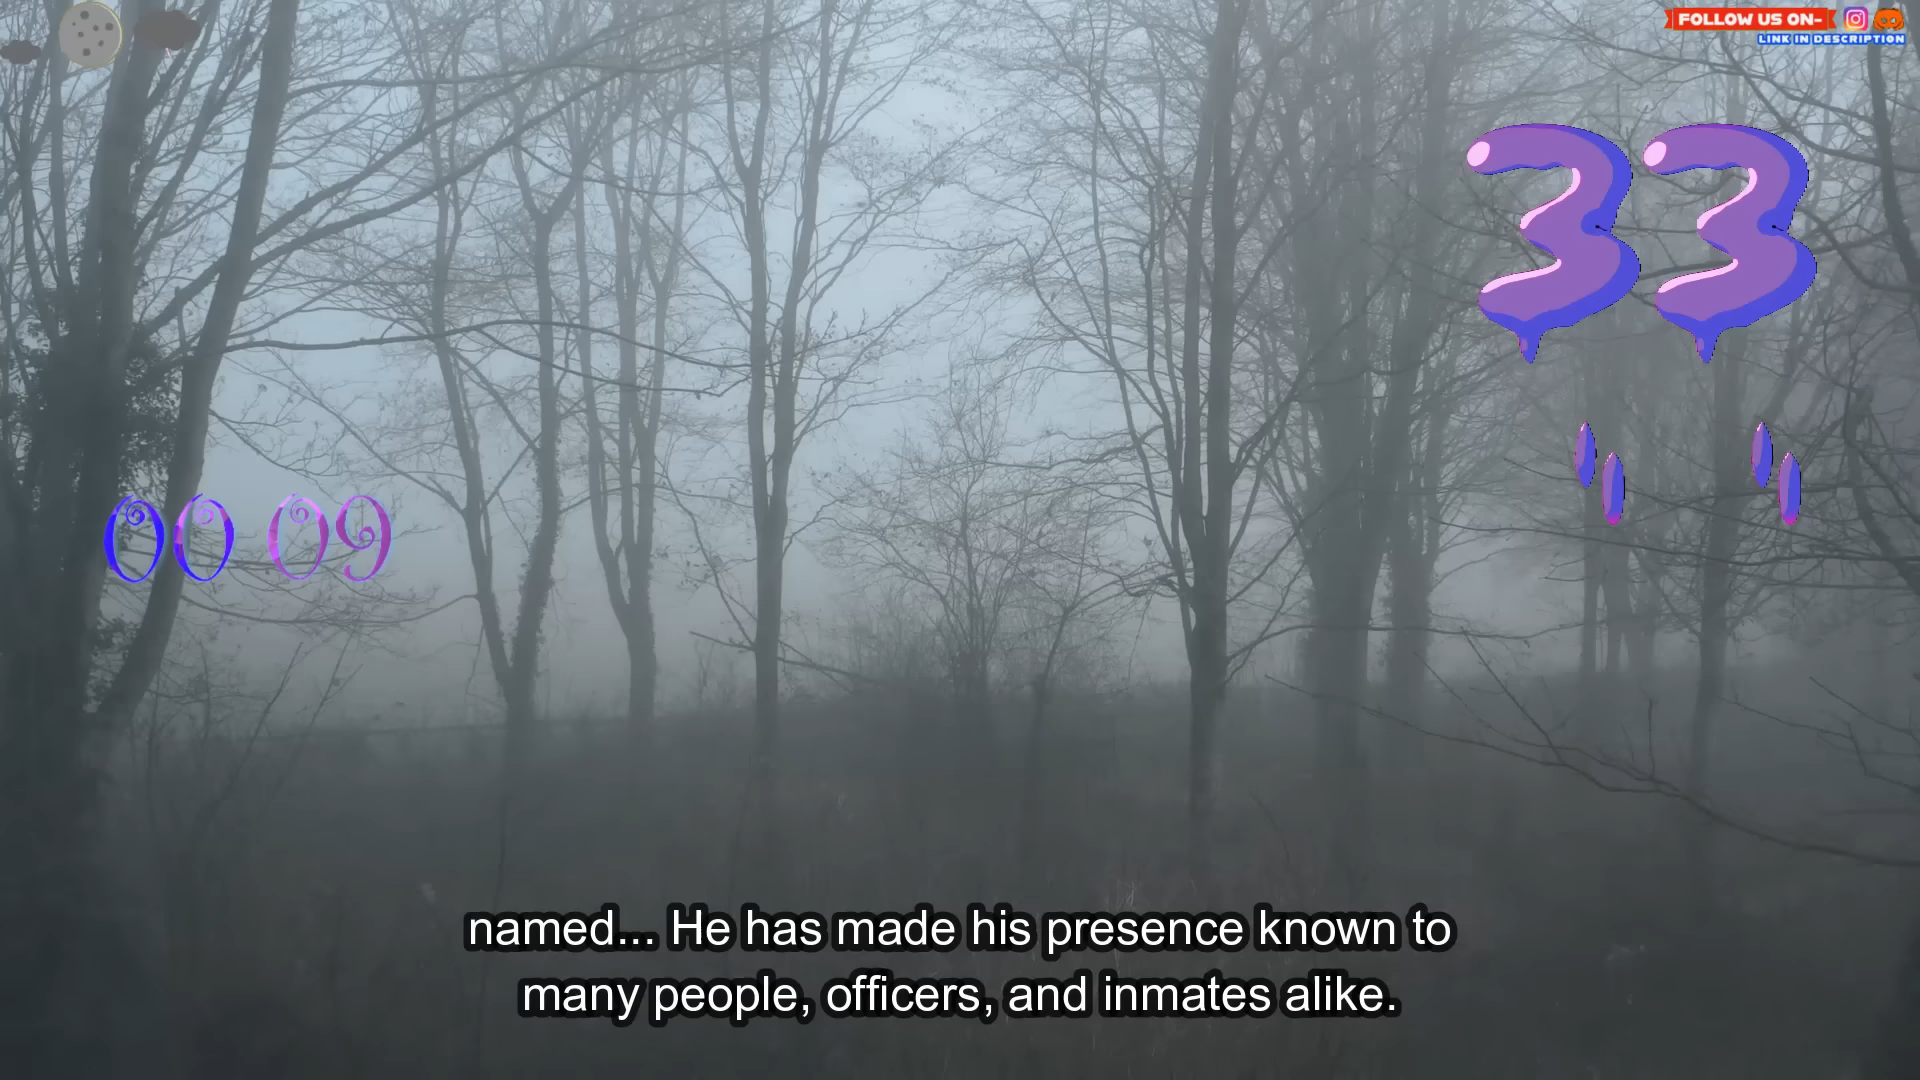 FOLLOW US ON-
LINK IN DESCRIPTION
33
00 09
named... He has made his presence known to
many people, officers, and inmates alike.